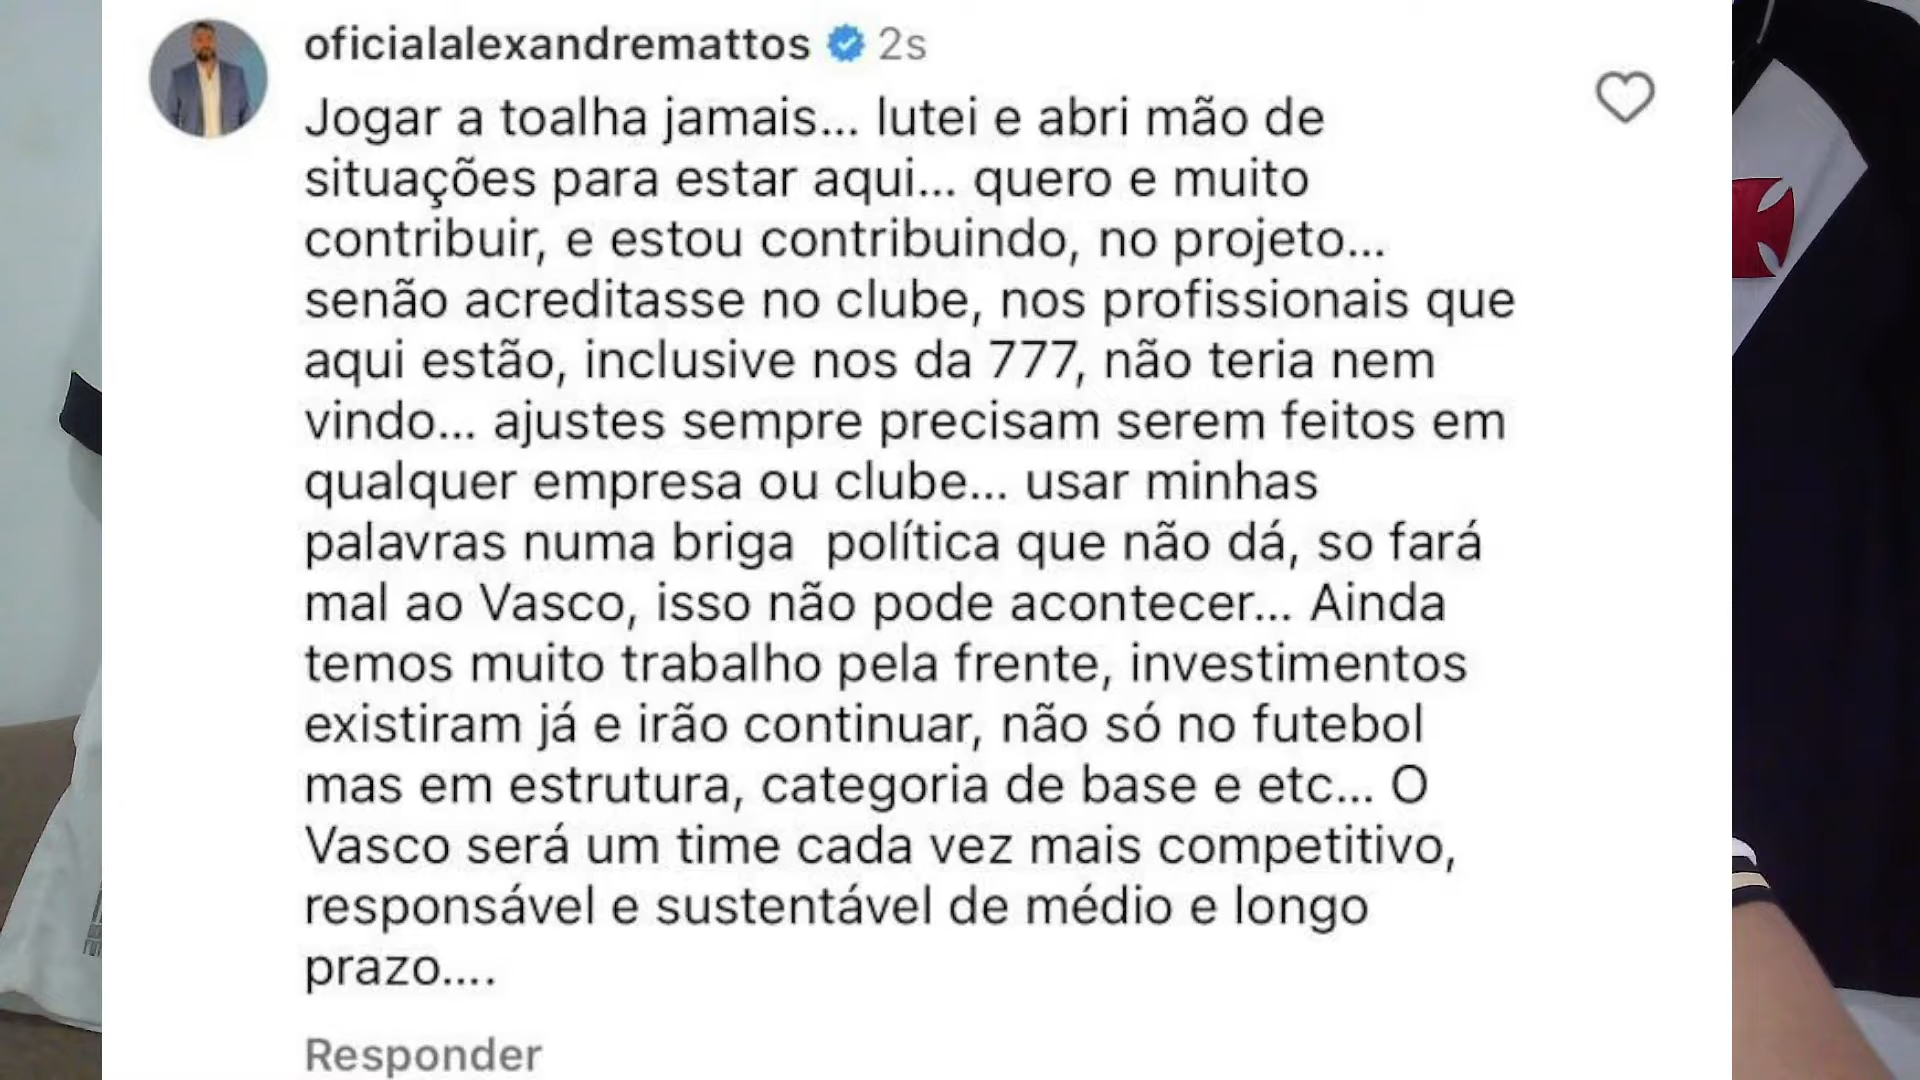 oficialalexandremattos 2s
Jogar a toalha jamais... lutei e abri mão de
situações para estar aqui... quero e muito
contribuir, e estou contribuindo, no projeto...
senão acreditasse no clube, nos profissionais que
aqui estão, inclusive nos da 777, não teria nem
vindo... ajustes sempre precisam serem feitos em
qualquer empresa ou clube... usar minhas
palavras numa briga  política que não dá, so fará
mal ao Vasco, isso não pode acontecer... Ainda
temos muito trabalho pela frente, investimentos
existiram já e irão continuar, não só no futebol
mas em estrutura, categoria de base e etc... O
Vasco será um time cada vez mais competitivo,
responsável e sustentável de médio e longo
prazo....
Responder